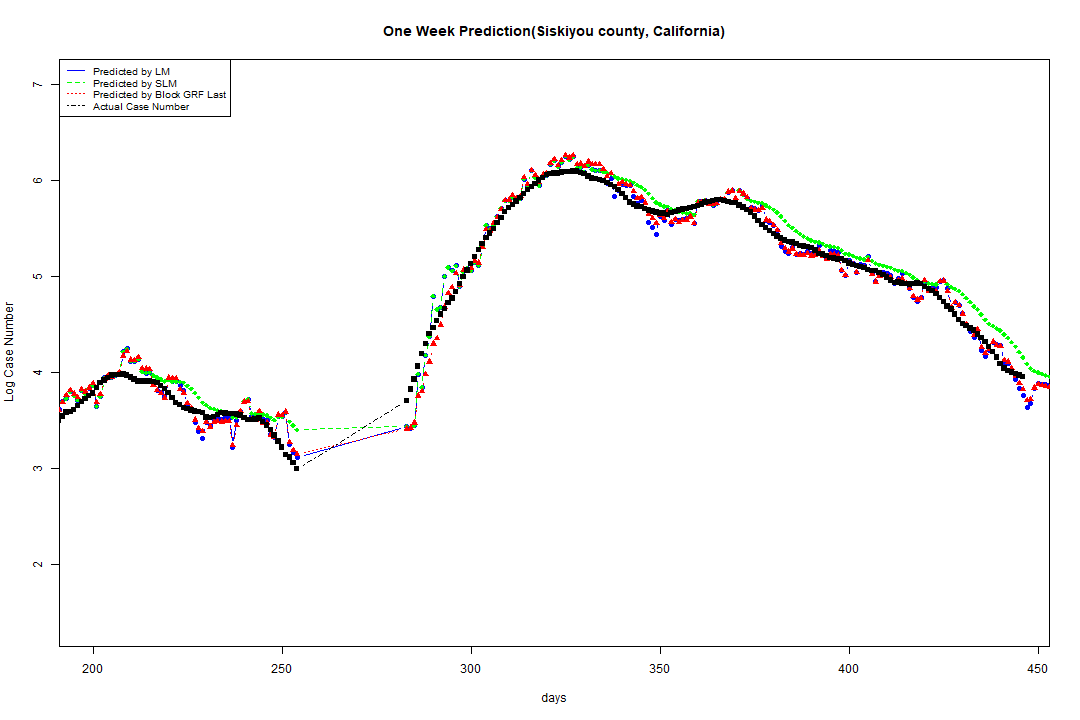 One Week Prediction(Siskiyou county, California)
Predicted by LM
Predicted by SLM
Predicted by Block GRF Last
Actual Case Number
7
6
5
4
3
2
Log Case Number
200 250 300 350 400 450
days